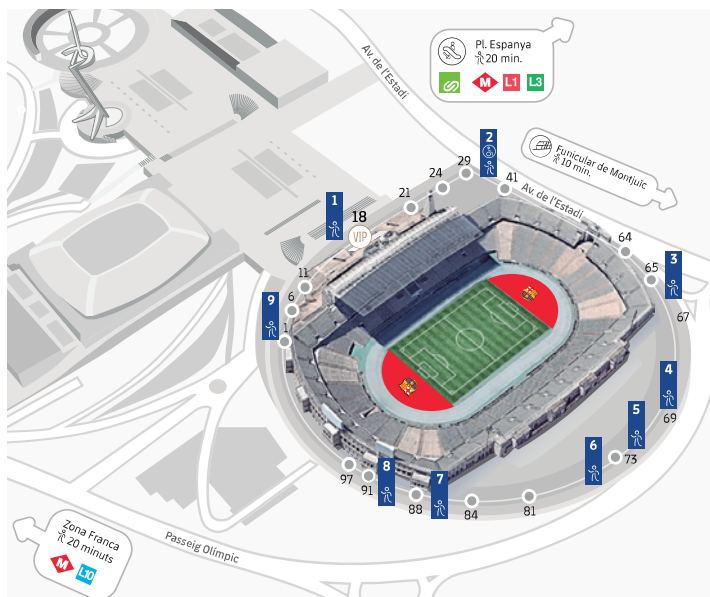 Av. de l'Estadi
Pl. Espanya
20 min.
M L1 L3
Funicular de Montjuïc
10 min.
Av. de l'Estadi
2
29
24
41
21
1
18
VIP
64
65
3
67
11
6
9
1
4
69
5
73
6
97
91
8
88
7
84
81
Zona Franca
20 minuts
M L10
Passeig Olímpic